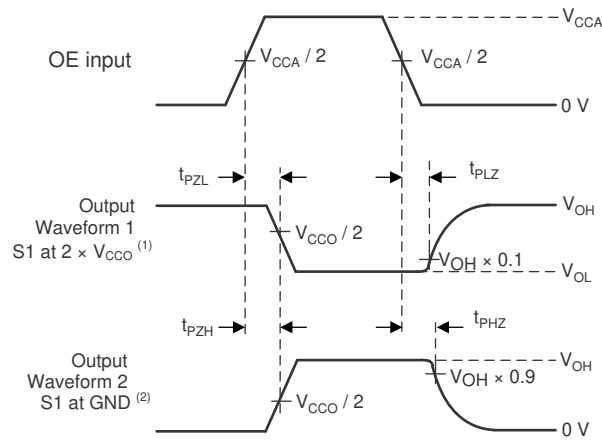 V_CCA
OE input
V_CCA / 2
V_CCA / 2
0 V
t_PZL
t_PLZ
Output
Waveform 1
S1 at 2 × V_CCO (1)
V_OH
V_CCO / 2
V_OH × 0.1
V_OL
t_PZH
t_PHZ
Output
Waveform 2
S1 at GND (2)
V_OH
V_OH × 0.9
V_CCO / 2
0 V